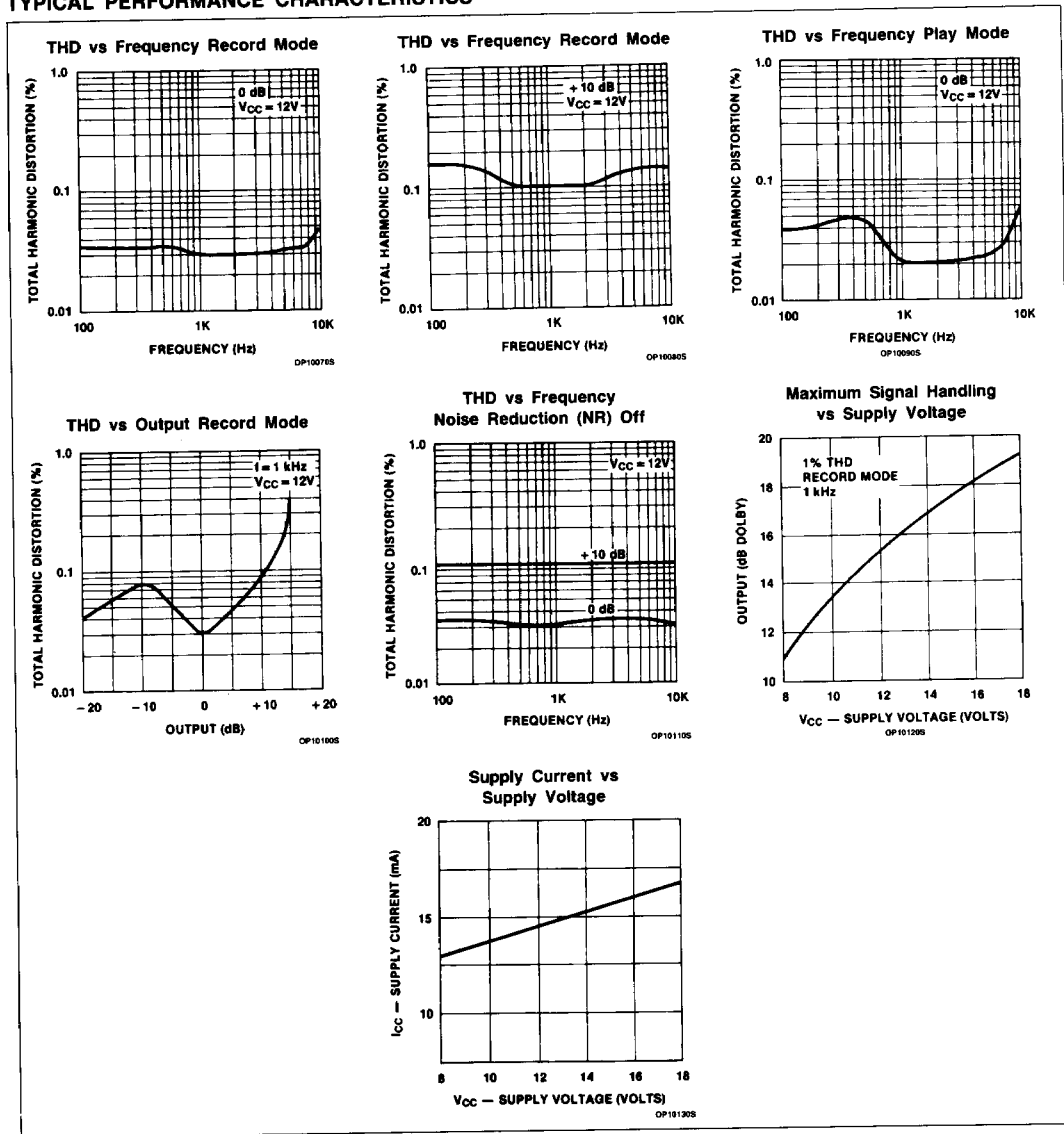 TYPICAL PERFORMANCE CHARACTERISTICS
THD vs Frequency Record Mode
TOTAL HARMONIC DISTORTION (%)
1.0
0.1
0.01
0 dB
VCC = 12V
100
1K
10K
FREQUENCY (Hz)
OP10070S
THD vs Frequency Record Mode
TOTAL HARMONIC DISTORTION (%)
1.0
0.1
0.01
+ 10 dB
VCC = 12V
100
1K
10K
FREQUENCY (Hz)
OP10080S
THD vs Frequency Play Mode
TOTAL HARMONIC DISTORTION (%)
1.0
0.1
0.01
0 dB
VCC = 12V
100
1K
10K
FREQUENCY (Hz)
OP10090S
THD vs Output Record Mode
TOTAL HARMONIC DISTORTION (%)
1.0
0.1
0.01
f = 1 kHz
VCC = 12V
– 20
– 10
0
+ 10
+ 20
OUTPUT (dB)
OP10100S
THD vs Frequency
Noise Reduction (NR) Off
TOTAL HARMONIC DISTORTION (%)
1.0
0.1
0.01
VCC = 12V
+ 10 dB
0 dB
100
1K
10K
FREQUENCY (Hz)
OP10110S
Maximum Signal Handling
vs Supply Voltage
OUTPUT (dB DOLBY)
20
18
16
14
12
10
1% THD
RECORD MODE
1 kHz
8
10
12
14
16
18
VCC — SUPPLY VOLTAGE (VOLTS)
OP10120S
Supply Current vs
Supply Voltage
ICC — SUPPLY CURRENT (mA)
20
15
10
8
10
12
14
16
18
VCC — SUPPLY VOLTAGE (VOLTS)
OP10130S